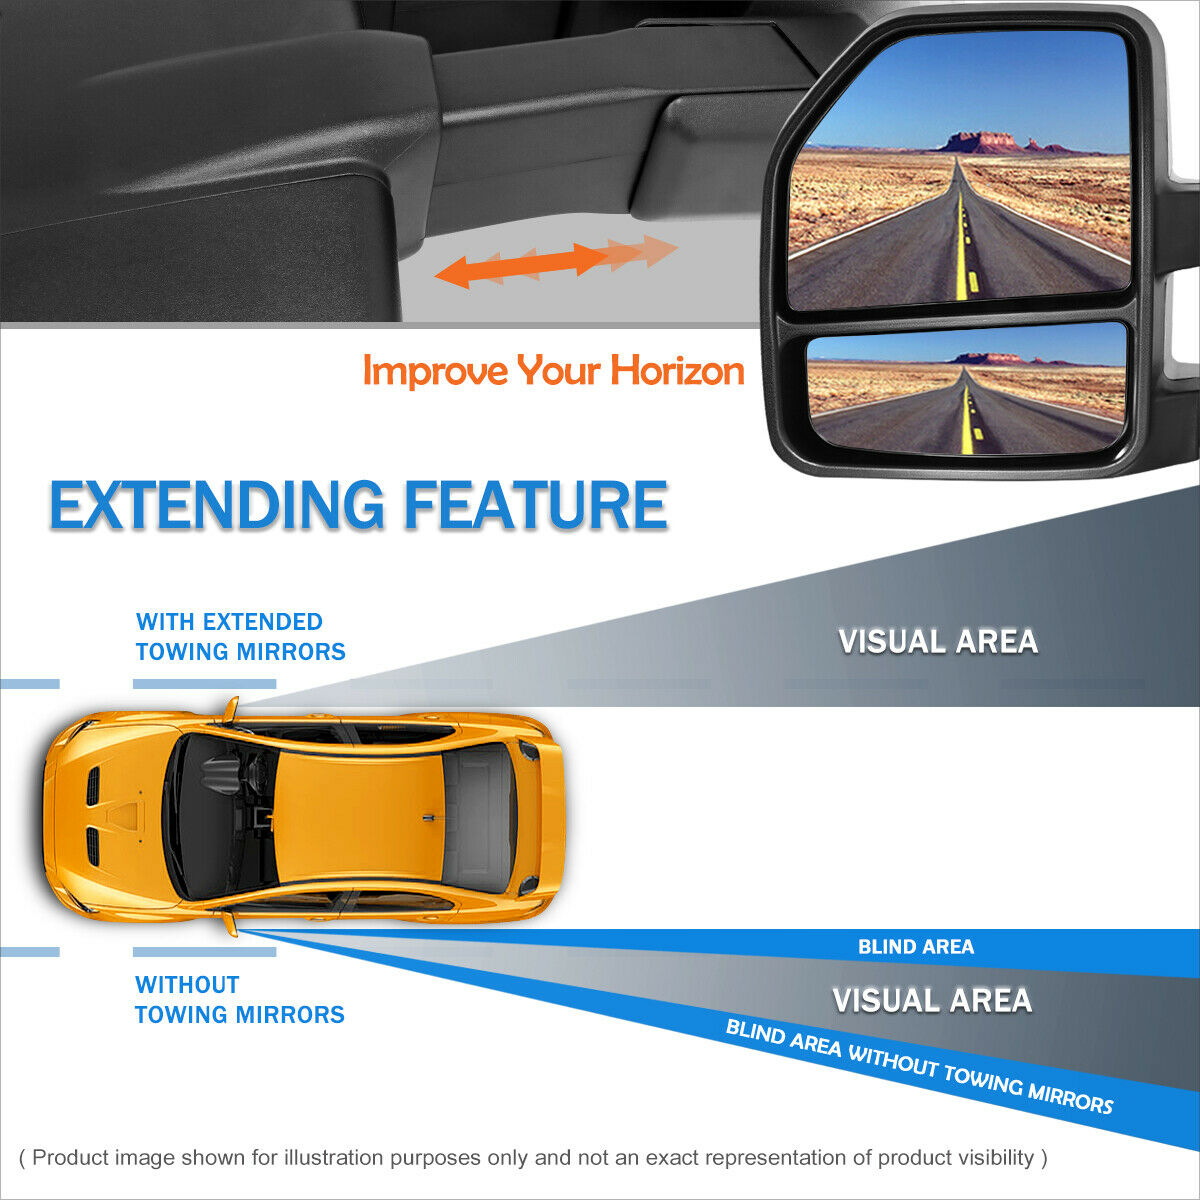 Improve Your Horizon
EXTENDING FEATURE
WITH EXTENDED
TOWING MIRRORS
VISUAL AREA
BLIND AREA
VISUAL AREA
BLIND AREA WITHOUT TOWING MIRRORS
WITHOUT
TOWING MIRRORS
( Product image shown for illustration purposes only and not an exact representation of product visibility )